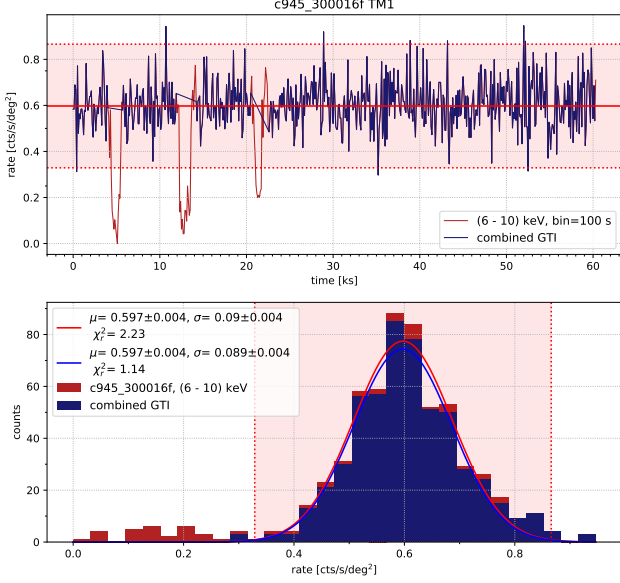 c945_300016f TM1
rate [cts/s/deg²]
0.8
0.6
0.4
0.2
0.0
(6 - 10) keV, bin=100 s
combined GTI
0 10 20 30 40 50 60
time [ks]
μ= 0.597±0.004, σ= 0.09±0.004
χ²ᵣ= 2.23
μ= 0.597±0.004, σ= 0.089±0.004
χ²ᵣ= 1.14
c945_300016f, (6 - 10) keV
combined GTI
counts
80
60
40
20
0
0.0 0.2 0.4 0.6 0.8
rate [cts/s/deg²]